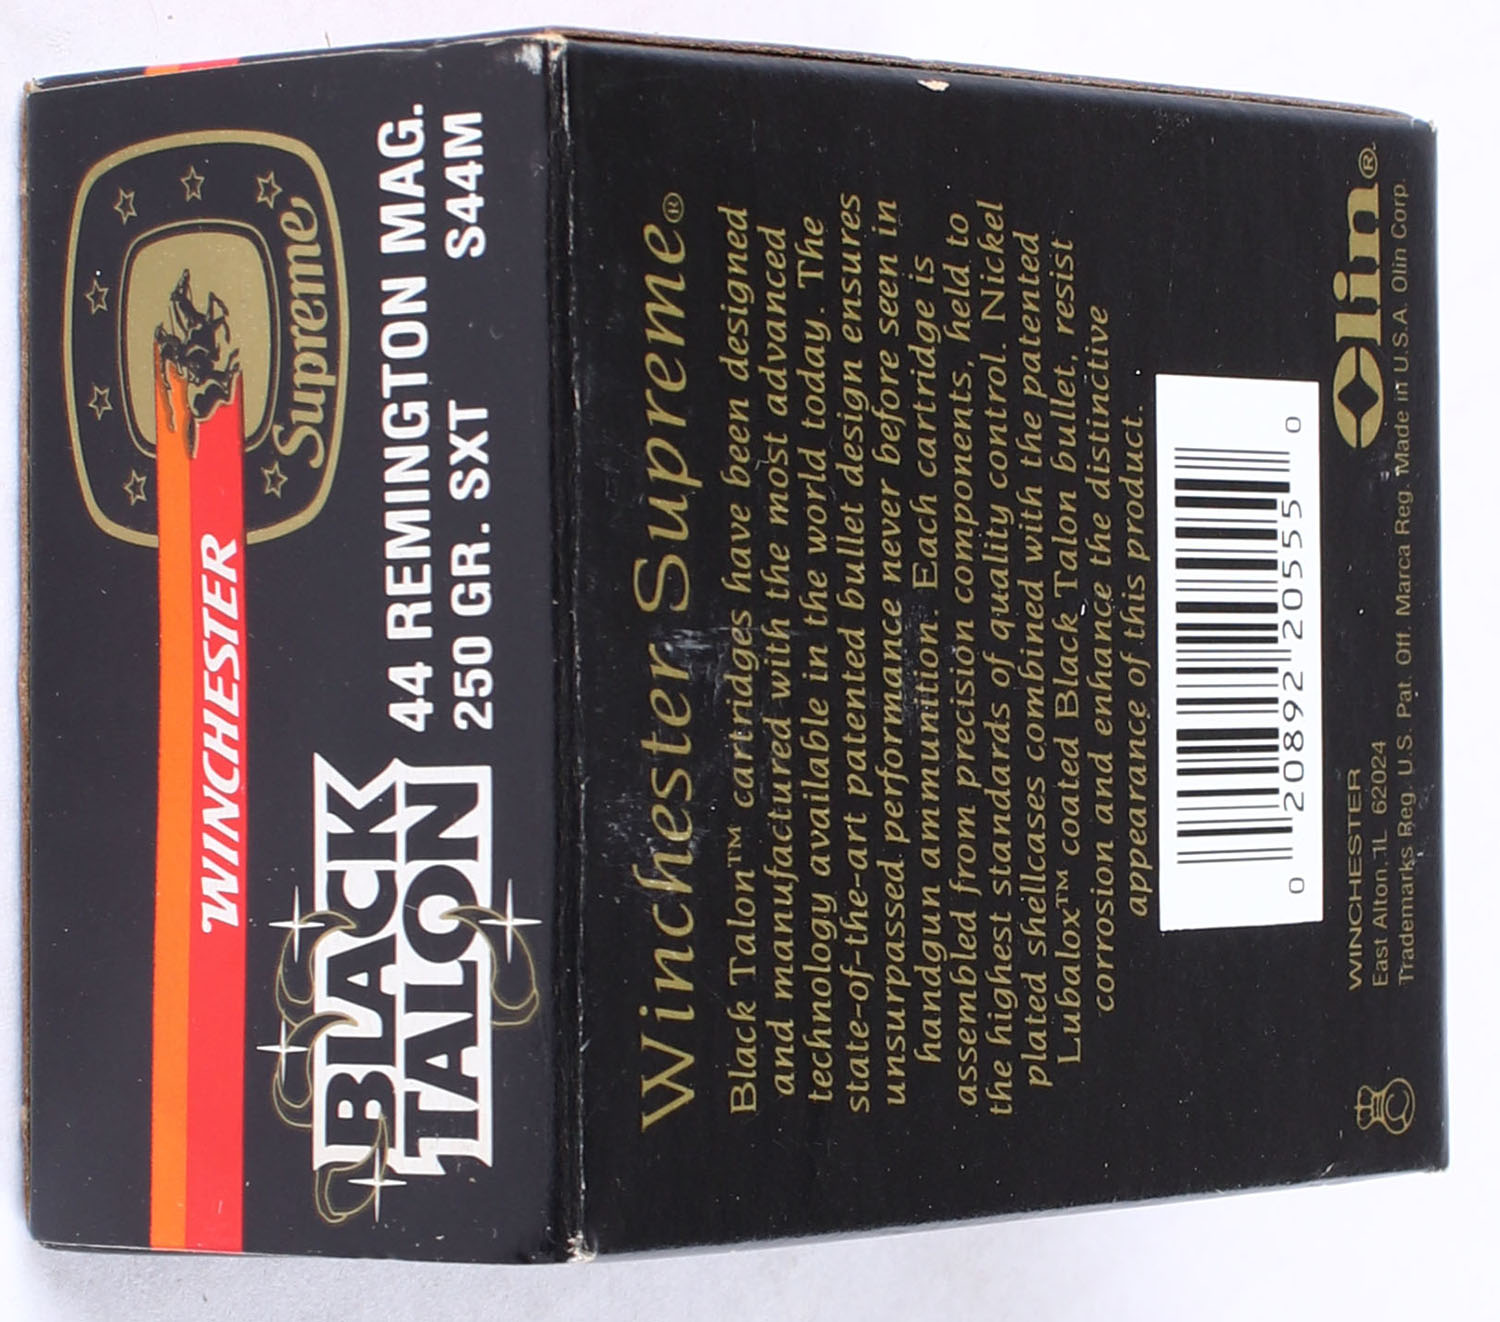 WINCHESTER
Supreme
BLACK
TALON
44 REMINGTON MAG.
250 GR. SXT S44M
Winchester Supreme®
Black Talon™ cartridges have been designed
and manufactured with the most advanced
technology available in the world today. The
state-of-the-art patented bullet design ensures
unsurpassed performance never before seen in
handgun ammunition. Each cartridge is
assembled from precision components, held to
the highest standards of quality control. Nickel
plated shellcases combined with the patented
Lubalox™ coated Black Talon bullet, resist
corrosion and enhance the distinctive
appearance of this product.
0 20892 20555 0
WINCHESTER
East Alton, IL 62024
Olin®
Trademarks Reg. U.S. Pat. Off. Marca Reg. Made in U.S.A. Olin Corp.